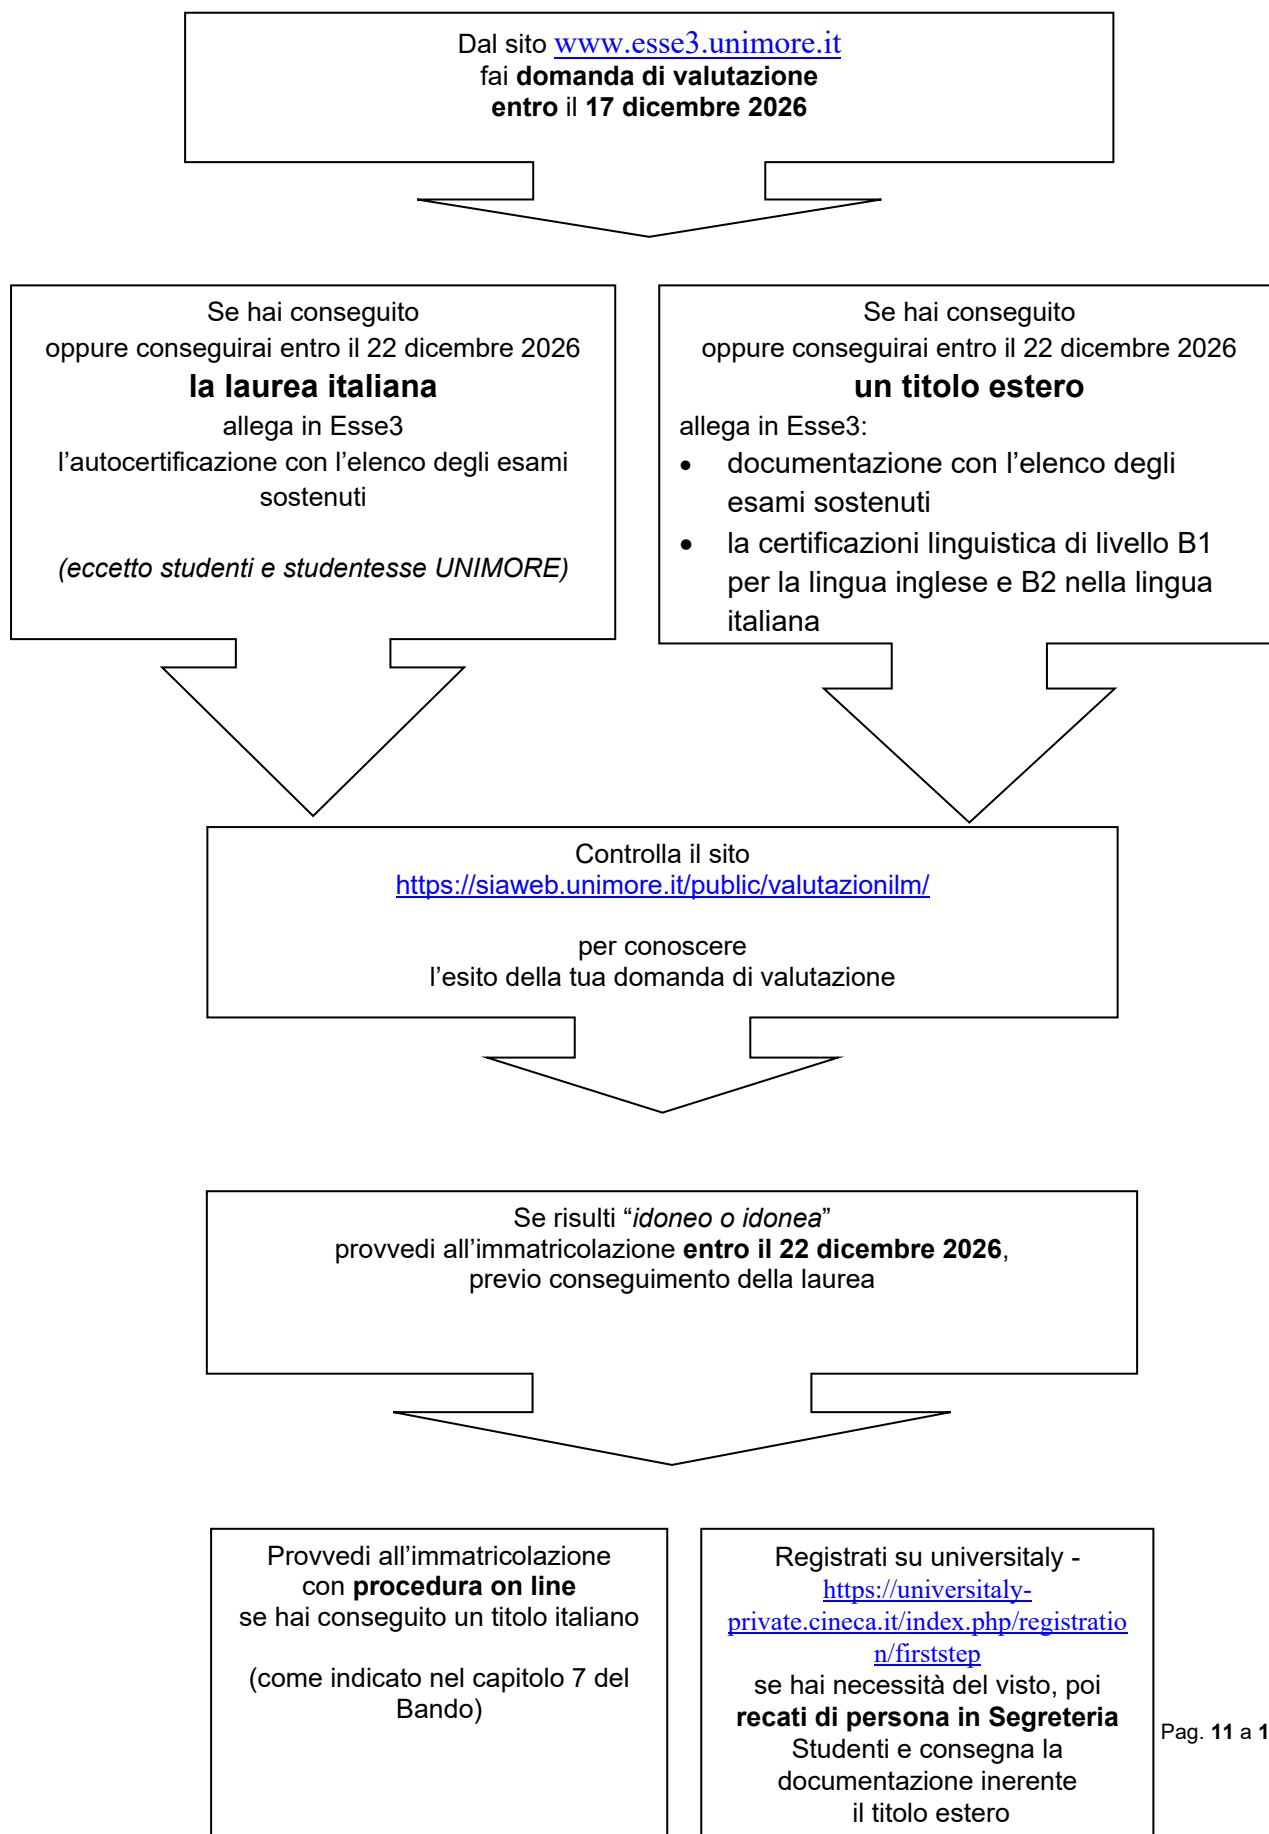 Dal sito www.esse3.unimore.it
fai domanda di valutazione
entro il 17 dicembre 2026
Se hai conseguito
oppure conseguirai entro il 22 dicembre 2026
la laurea italiana
allega in Esse3
l’autocertificazione con l’elenco degli esami
sostenuti
(eccetto studenti e studentesse UNIMORE)
Se hai conseguito
oppure conseguirai entro il 22 dicembre 2026
un titolo estero
allega in Esse3:
• documentazione con l’elenco degli
esami sostenuti
• la certificazioni linguistica di livello B1
per la lingua inglese e B2 nella lingua
italiana
Controlla il sito
https://siaweb.unimore.it/public/valutazionilm/
per conoscere
l’esito della tua domanda di valutazione
Se risulti “idoneo o idonea”
provvedi all’immatricolazione entro il 22 dicembre 2026,
previo conseguimento della laurea
Provvedi all’immatricolazione
con procedura on line
se hai conseguito un titolo italiano
(come indicato nel capitolo 7 del
Bando)
Registrati su universitaly -
https://universitaly-
private.cineca.it/index.php/registratio
n/firststep
se hai necessità del visto, poi
recati di persona in Segreteria
Studenti e consegna la
documentazione inerente
il titolo estero
Pag. 11 a 1